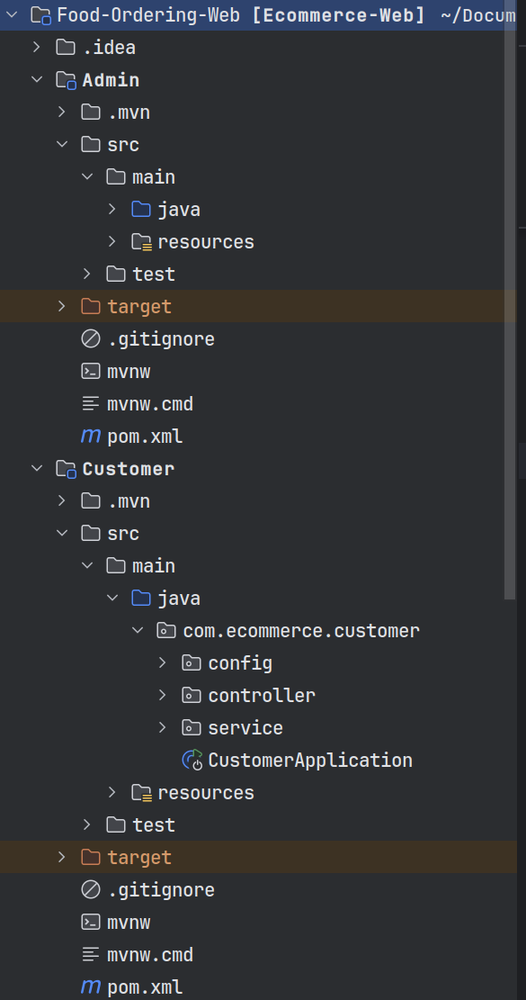 Food-Ordering-Web [Ecommerce-Web] ~/Docum
.idea
Admin
.mvn
src
main
java
resources
test
target
.gitignore
mvnw
mvnw.cmd
pom.xml
Customer
.mvn
src
main
java
com.ecommerce.customer
config
controller
service
CustomerApplication
resources
test
target
.gitignore
mvnw
mvnw.cmd
pom.xml